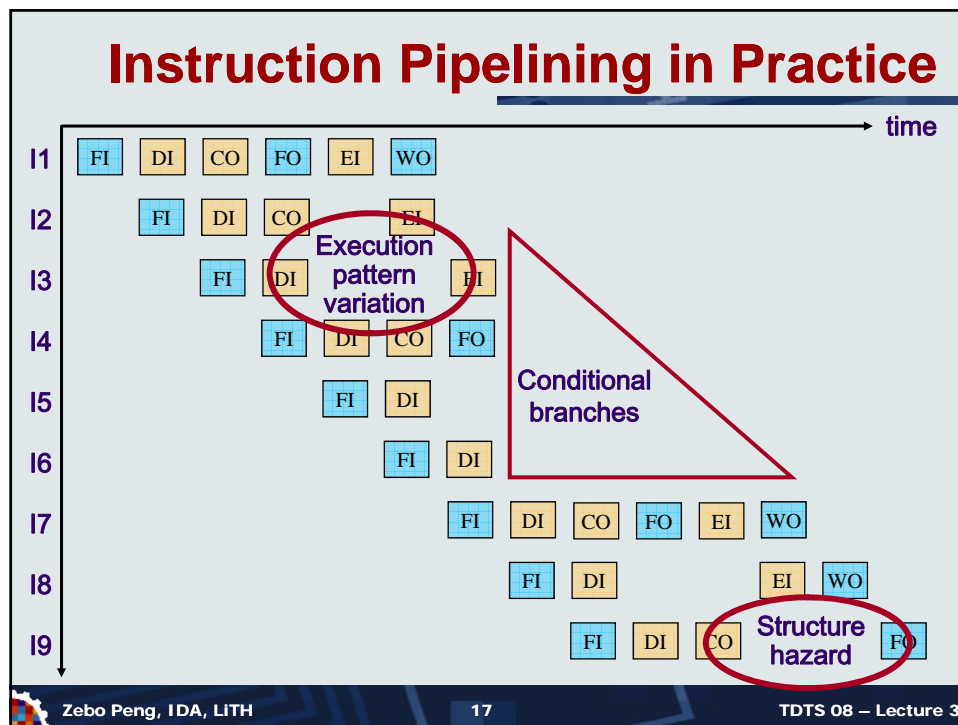 Instruction Pipelining in Practice
time
I1 FI DI CO FO EI WO
I2 FI DI CO EI
Execution
pattern
variation
I3 FI DI EI
I4 FI DI CO FO
Conditional
branches
I5 FI DI
I6 FI DI
I7 FI DI CO FO EI WO
I8 FI DI EI WO
Structure
hazard
I9 FI DI CO FO
Zebo Peng, IDA, LiTH 17 TDTS 08 – Lecture 3